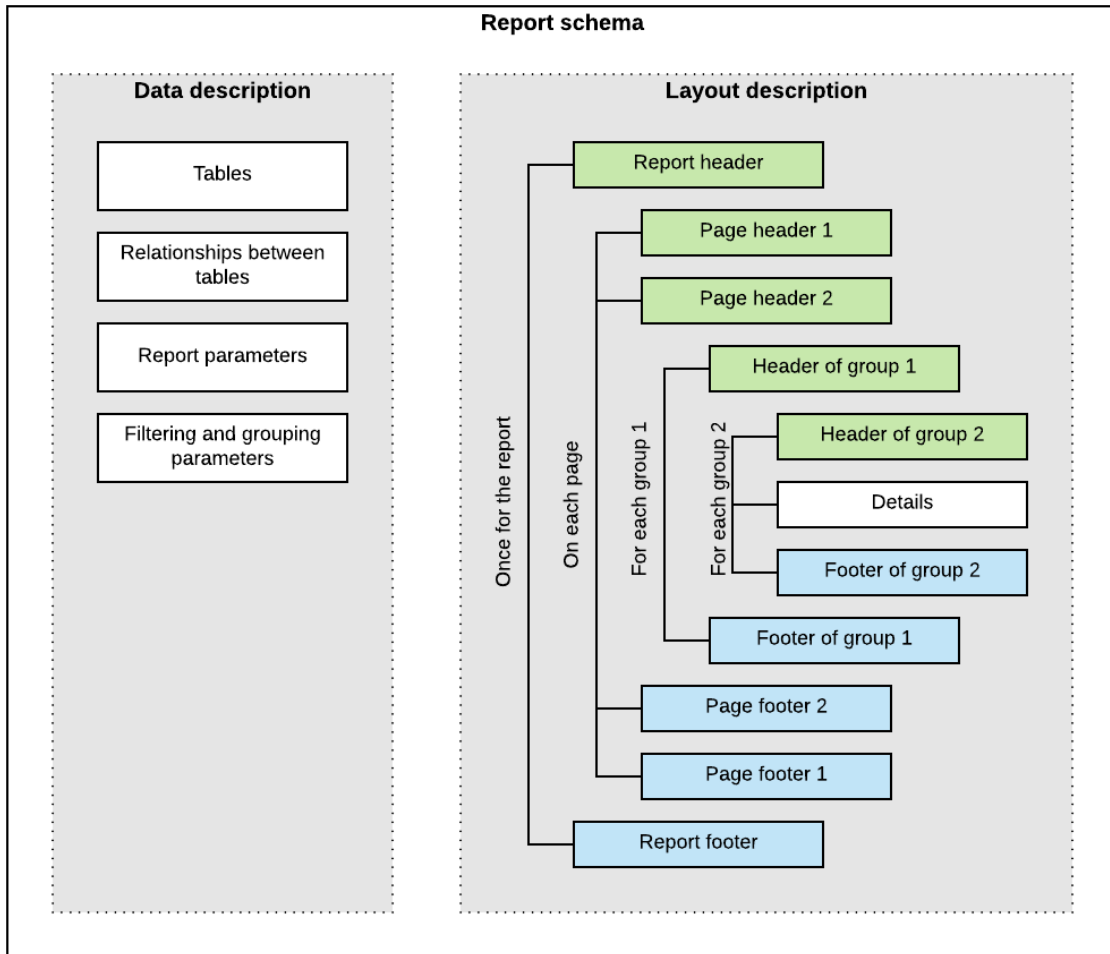 Report schema
Data description
Tables
Relationships between
tables
Report parameters
Filtering and grouping
parameters
Layout description
Report header
Page header 1
Page header 2
Header of group 1
Header of group 2
Details
Footer of group 2
Footer of group 1
Page footer 2
Page footer 1
Report footer
Once for the report
On each page
For each group 1
For each group 2